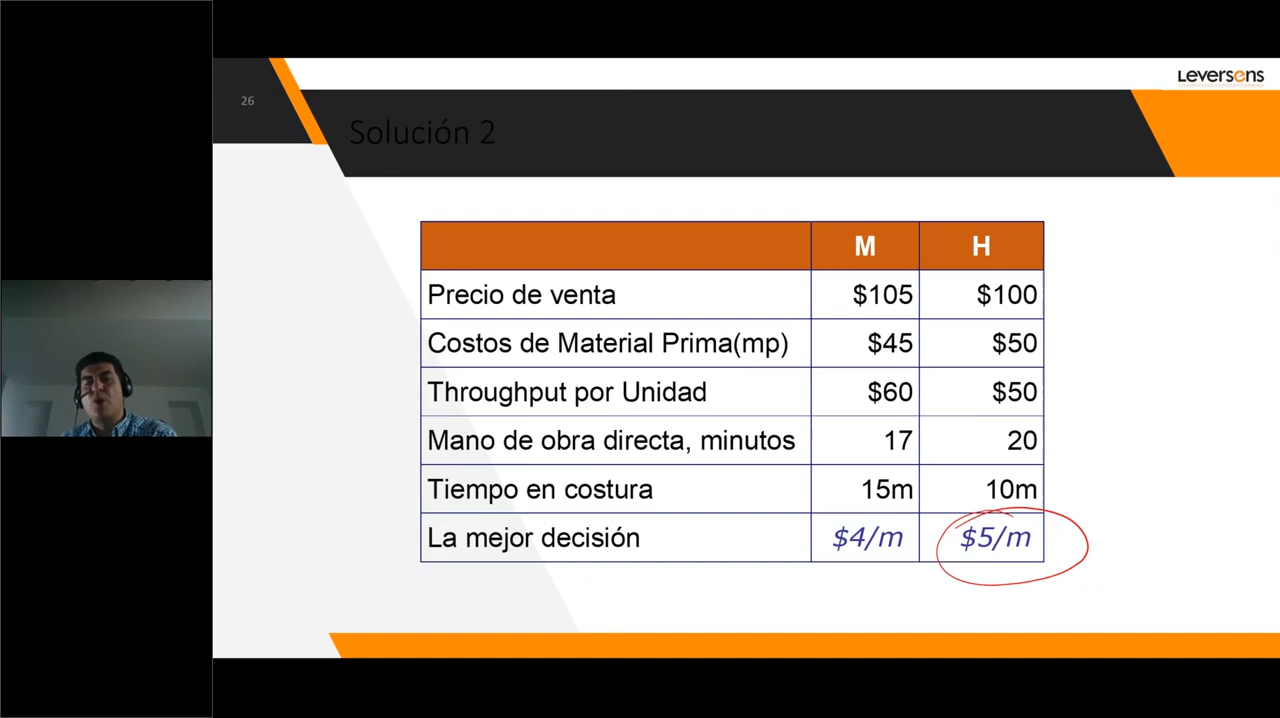 Leversens
26
Solución 2
M H
Precio de venta $105 $100
Costos de Material Prima(mp) $45 $50
Throughput por Unidad $60 $50
Mano de obra directa, minutos 17 20
Tiempo en costura 15m 10m
La mejor decisión $4/m $5/m